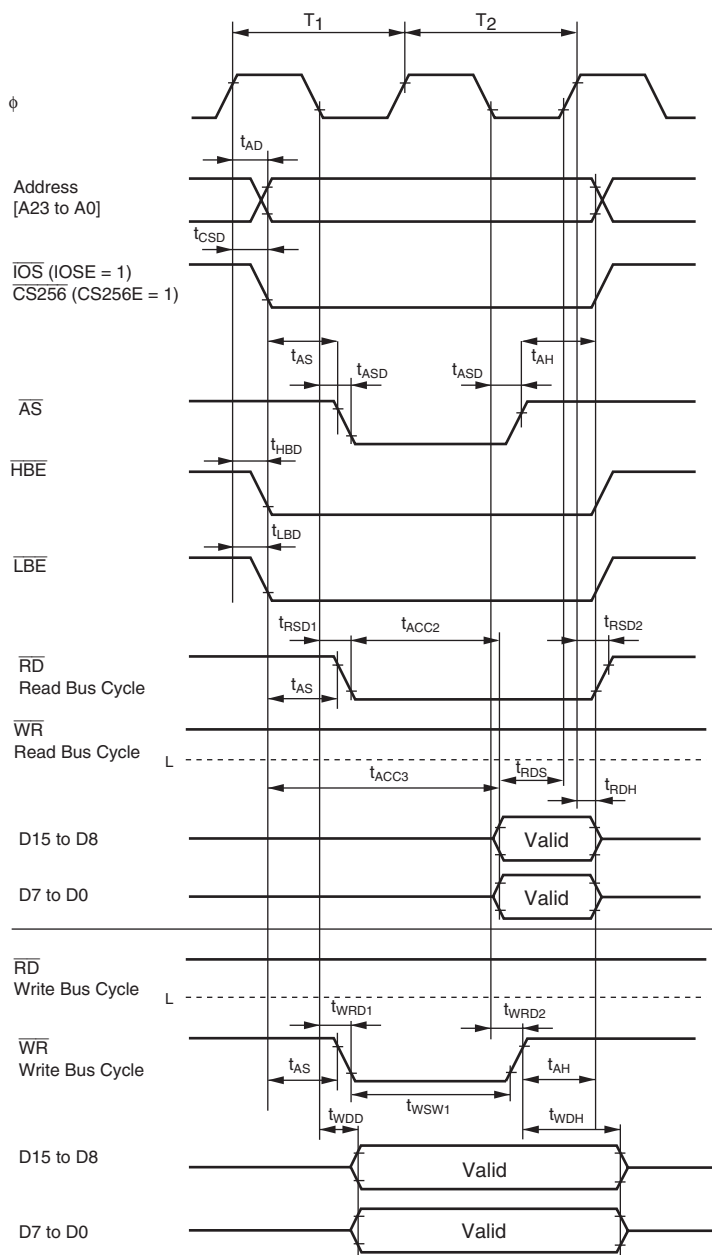 T1 T2
ϕ
tAD
Address
[A23 to A0]
tCSD
IOS (IOSE = 1)
CS256 (CS256E = 1)
tAS tASD tASD tAH
AS
tHBD
HBE
tLBD
LBE
tRSD1 tACC2 tRSD2
RD
Read Bus Cycle
tAS
WR
Read Bus Cycle
L
tACC3 tRDS
tRDH
D15 to D8 Valid
D7 to D0 Valid
RD
Write Bus Cycle
L
tWRD1 tWRD2
WR
Write Bus Cycle
tAS tWSW1 tAH
tWDD tWDH
D15 to D8 Valid
D7 to D0 Valid